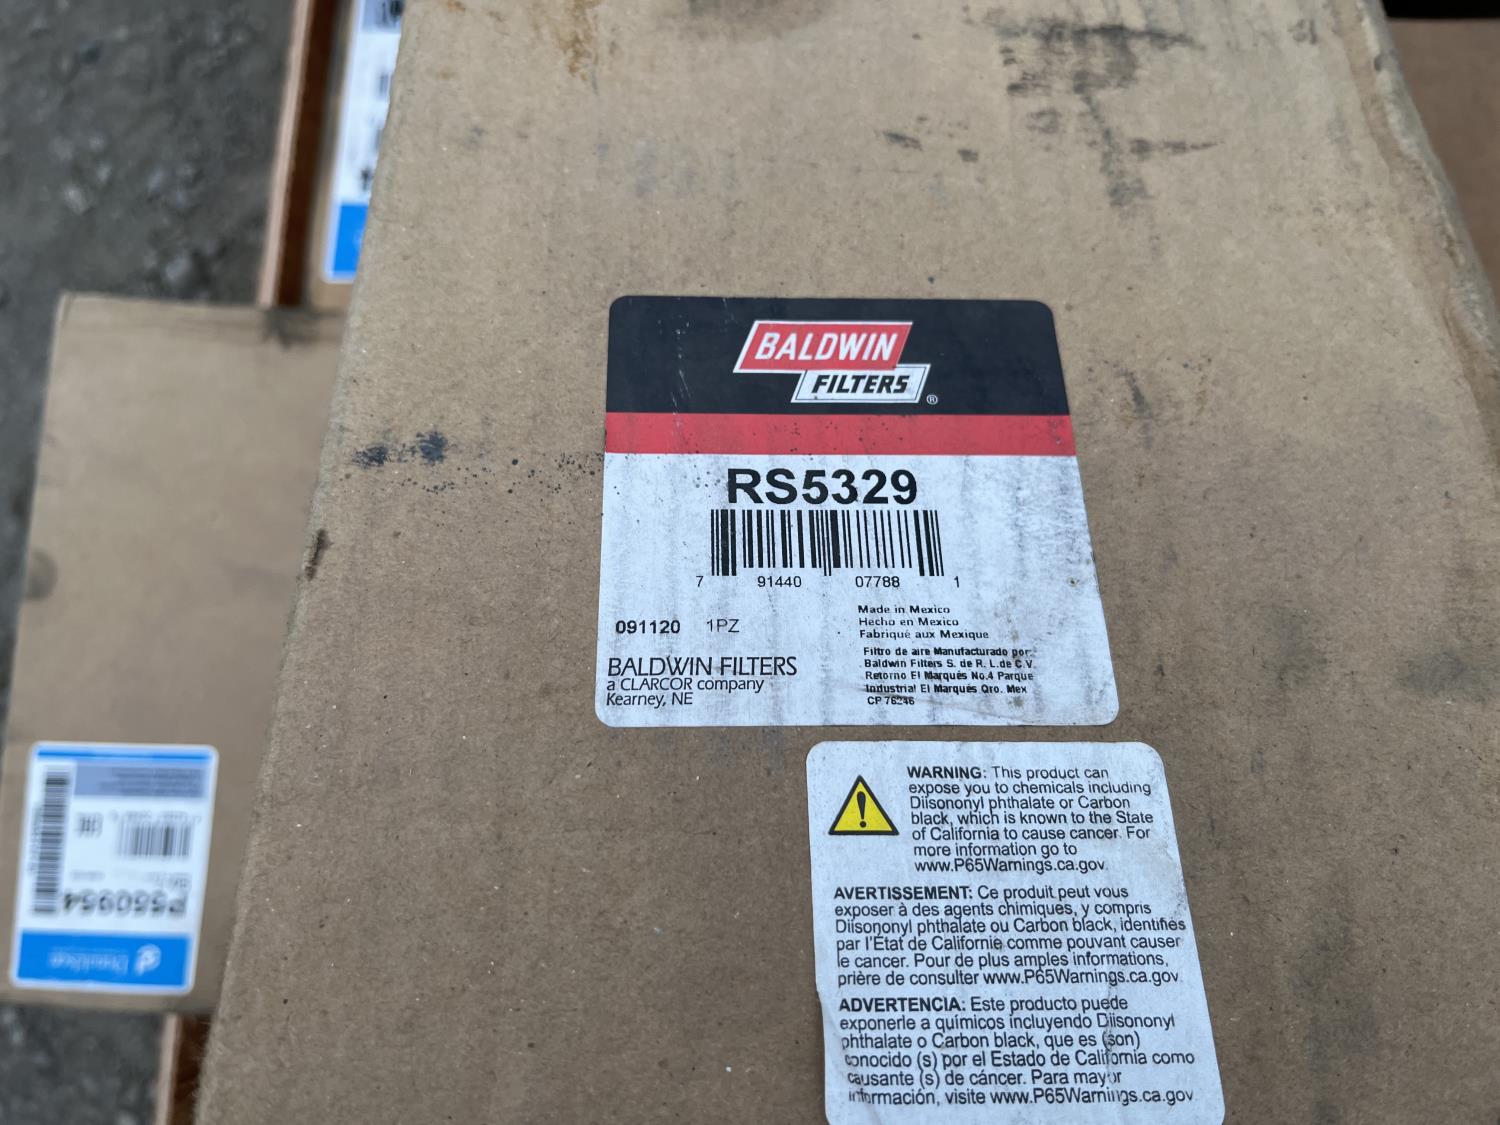 BALDWIN
FILTERS
®
RS5329
7 91440 07788 1
091120 1PZ
Made in Mexico
Hecho en Mexico
Fabriqué aux Mexique
BALDWIN FILTERS
a CLARCOR company
Kearney, NE
Filtro de aire Manufacturado por:
Baldwin Filters S. de R. L.de C.V.
Retorno El Marqués No.4 Parque
Industrial El Marqués Qro. Mex
CP 76246
WARNING: This product can
expose you to chemicals including
Diisononyl phthalate or Carbon
black, which is known to the State
of California to cause cancer. For
more information go to
www.P65Warnings.ca.gov.
AVERTISSEMENT: Ce produit peut vous
exposer à des agents chimiques, y compris
Diisononyl phthalate ou Carbon black, identifiés
par l'État de Californie comme pouvant causer
le cancer. Pour de plus amples informations,
prière de consulter www.P65Warnings.ca.gov
ADVERTENCIA: Este producto puede
exponerle a químicos incluyendo Diisononyl
phthalate o Carbon black, que es (son)
conocido (s) por el Estado de California como
causante (s) de cáncer. Para mayor
información, visite www.P65Warnings.ca.gov
P550954